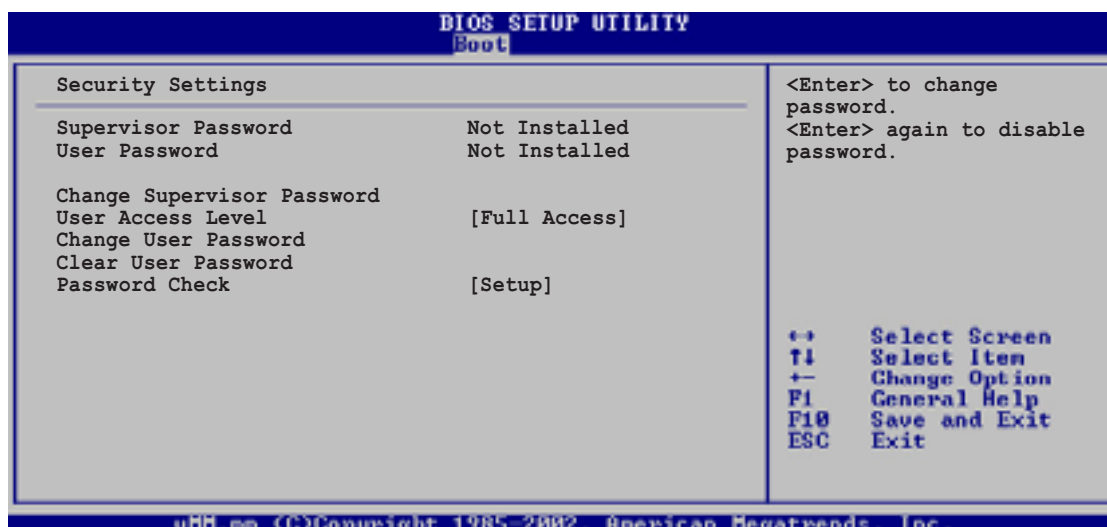 BIOS SETUP UTILITY
Boot
Security Settings
Supervisor Password Not Installed
User Password Not Installed
Change Supervisor Password
User Access Level [Full Access]
Change User Password
Clear User Password
Password Check [Setup]
<Enter> to change
password.
<Enter> again to disable
password.
←→ Select Screen
↑↓ Select Item
+- Change Option
F1 General Help
F10 Save and Exit
ESC Exit
(C)Copyright 1985-2002, American Megatrends, Inc.